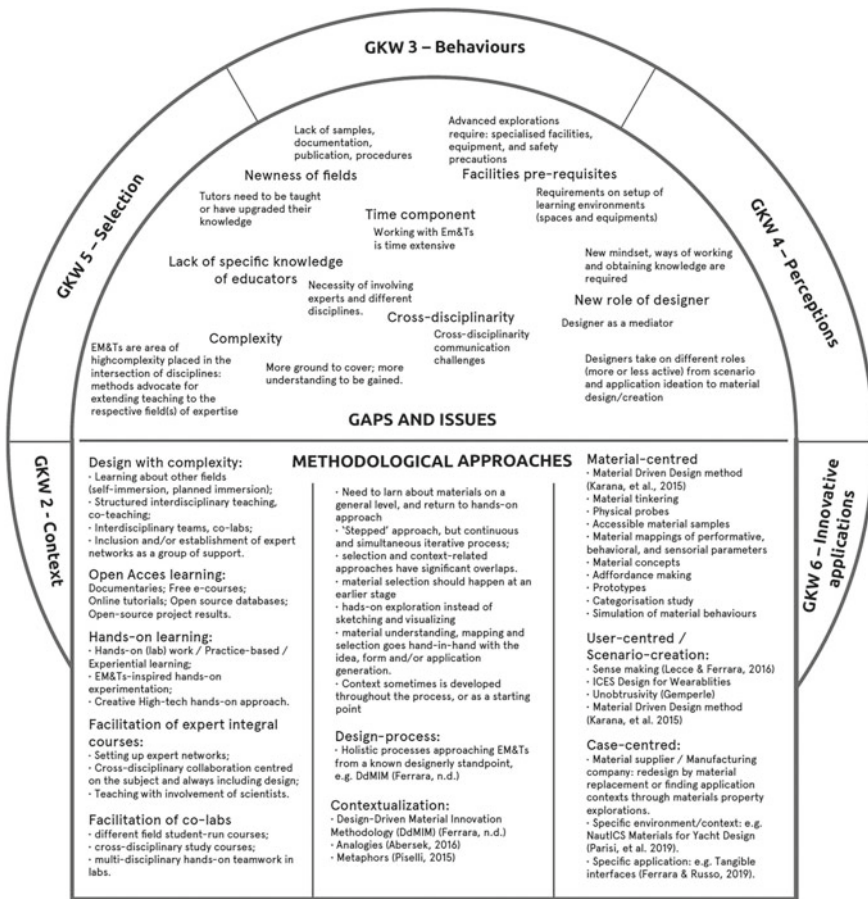 GKW 3 – Behaviours
GKW 5 – Selection
GKW 4 – Perceptions
Lack of samples,
documentation,
publication, procedures
Newness of fields
Tutors need to be taught
or have upgraded their
knowledge
Advanced explorations
require: specialised facilities,
equipment, and safety
precautions
Facilities pre-requisites
Requirements on setup of
learning environments
(spaces and equipments)
Time component
Working with Em&Ts
is time extensive
Lack of specific knowledge
of educators
Necessity of involving
experts and different
disciplines.
New mindset, ways of working
and obtaining knowledge are
required
New role of designer
Designer as a mediator
Cross-disciplinarity
Cross-disciplinarity
communication
challenges
Complexity
EM&TS are area of
highcomplexity placed in the
intersection of disciplines:
methods advocate for
extending teaching to the
respective field(s) of expertise
More ground to cover; more
understanding to be gained.
Designers take on different roles
(more or less active) from scenario
and application ideation to material
design/creation
GAPS AND ISSUES
GKW 2 - Context
GKW 6 – Innovative
applications
METHODOLOGICAL APPROACHES
Design with complexity:
· Learning about other fields
(self-immersion, planned immersion);
· Structured interdisciplinary teaching,
co-teaching;
· Interdisciplinary teams, co-labs;
· Inclusion and/or establishment of expert
networks as a group of support.
Open Acces learning:
Documentaries; Free e-courses;
Online tutorials; Open source databases;
Open-source project results.
Hands-on learning:
· Hands-on (lab) work / Practice-based /
Experiential learning;
· EM&Ts-inspired hands-on
experimentation;
· Creative High-tech hands-on approach.
Facilitation of expert integral
courses:
· Setting up expert networks;
· Cross-disciplinary collaboration centred
on the subject and always including design;
· Teaching with involvement of scientists.
Facilitation of co-labs
· different field student-run courses;
· cross-disciplinary study courses;
· multi-disciplinary hands-on teamwork in
labs.
· Need to larn about materials on a
general level, and return to hands-on
approach
· 'Stepped' approach, but continuous
and simultaneous iterative process;
· selection and context-related
approaches have significant overlaps.
· material selection should happen at an
earlier stage
· hads-on exploration instead of
sketching and visualizing
· material understanding, mapping and
selection goes hand-in-hand with the
idea, form and/or application
generation.
· Context sometimes is developed
throughout the process, or as a starting
point
Design-process:
· Holistic processes approaching EM&Ts
from a known designerly standpoint,
e.g. DdMIM (Ferrara, n.d.)
Contextualization:
· Design-Driven Material Innovation
Methodology (DdMIM) (Ferrara, n.d.)
· Analogies (Abersek, 2016)
· Metaphors (Piselli, 2015)
Material-centred
· Material Driven Design method
(Karana, et al., 2015)
· Material tinkering
· Physical probes
· Accessible material samples
· Material mappings of performative,
behavioral, and sensorial parameters
· Material concepts
· Adffordance making
· Prototypes
· Categorisation study
· Simulation of material behaviours
User-centred /
Scenario-creation:
· Sense making (Lecce & Ferrara, 2016)
· ICES Design for Wearablities
· Unobtrusivity (Gemperle)
· Material Driven Design method
(Karana, et al. 2015)
Case-centred:
· Material supplier / Manufacturing
company: redesign by material
replacement or finding application
contexts through materials property
explorations.
· Specific environment/context: e.g.
NautICS Materials for Yacht Design
(Parisi, et al. 2019).
· Specific application: e.g. Tangible
interfaces (Ferrara & Russo, 2019).